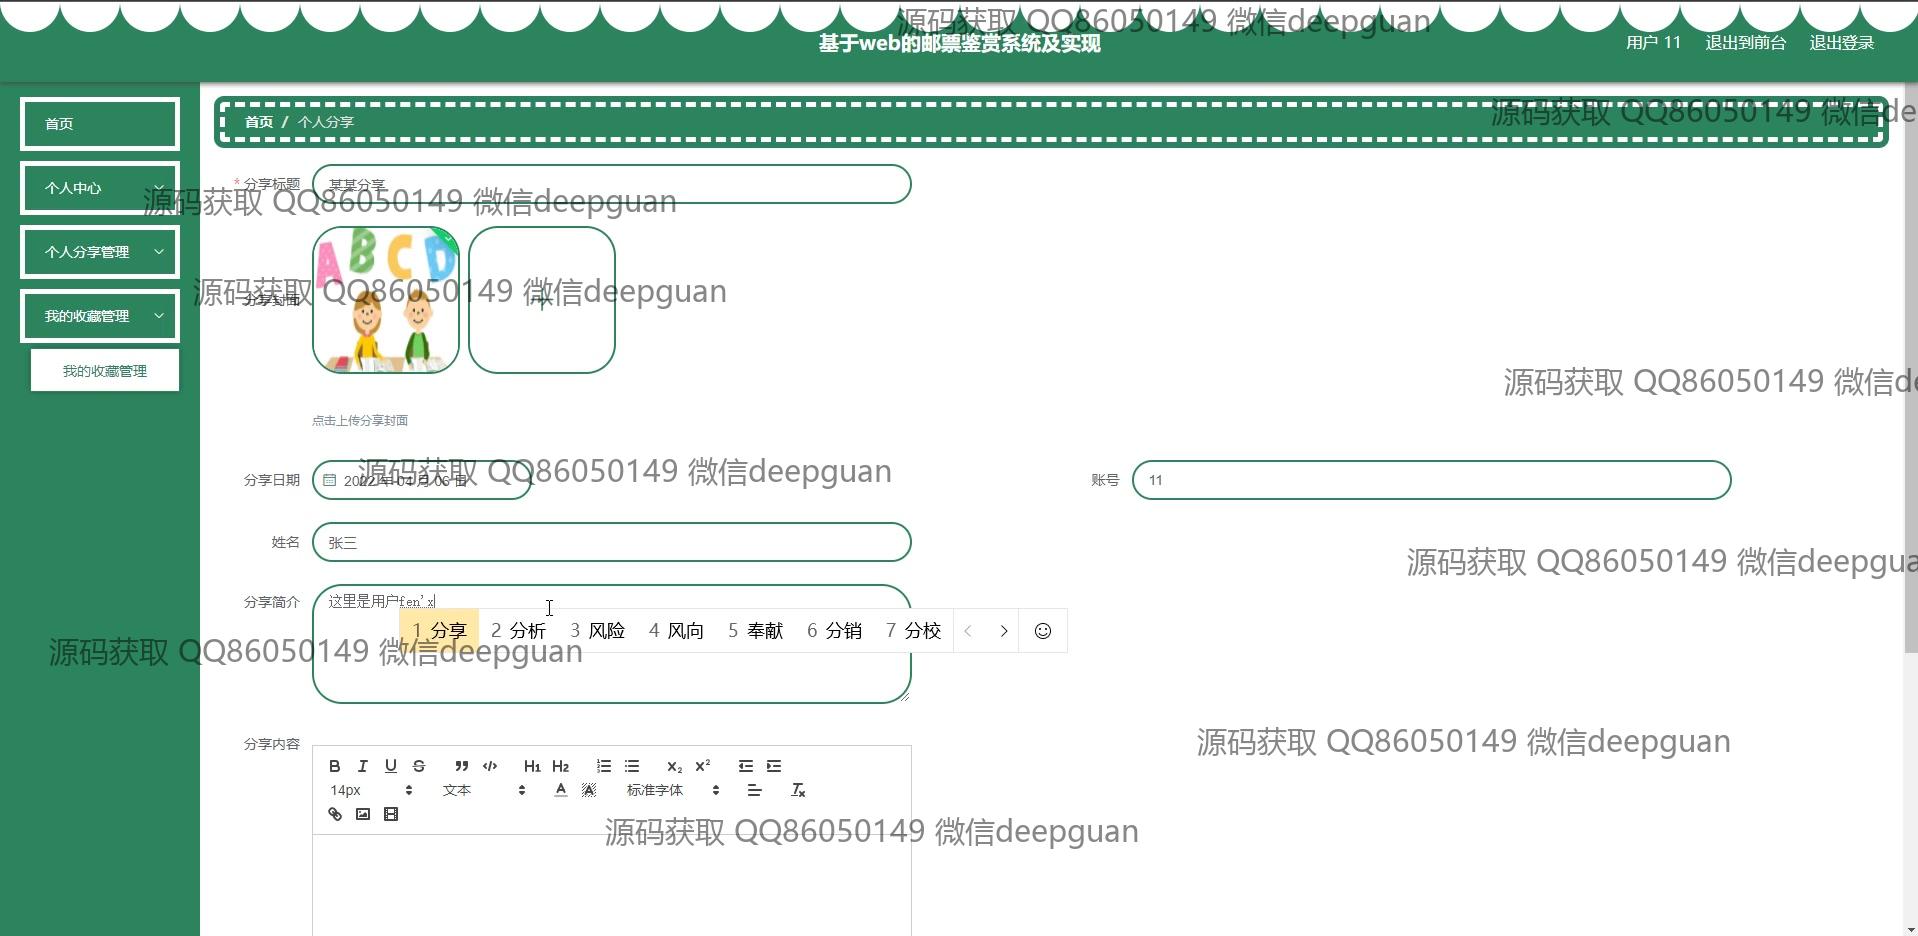 源码获取 QQ86050149 微信deepguan
基于web的邮票鉴赏系统及实现
用户 11
退出到前台
退出登录
首页
个人中心
个人分享管理
我的收藏管理
我的收藏管理
首页 / 个人分享
源码获取 QQ86050149 微信de
* 分享标题
某某分享
源码获取 QQ86050149 微信deepguan
ABCD
分享封面
源码获取 QQ86050149 微信deepguan
源码获取 QQ86050149 微信de
点击上传分享封面
分享日期
2022 年 04 月 06 日
源码获取 QQ86050149 微信deepguan
账号
11
姓名
张三
源码获取 QQ86050149 微信deepgua
分享简介
这里是用户fen'x
1 分享 2 分析 3 风险 4 风向 5 奉献 6 分销 7 分校
源码获取 QQ86050149 微信deepguan
分享内容
源码获取 QQ86050149 微信deepguan
B I U S H1 H2 x2 x2
14px 文本 A A 标准字体 Tx
源码获取 QQ86050149 微信deepguan